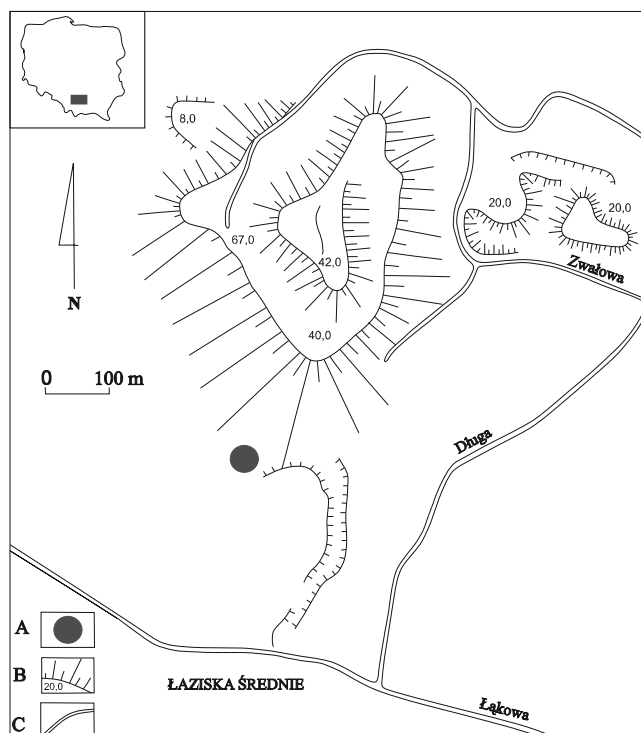 8,0
20,0
20,0
67,0
42,0
Zwałowa
N
40,0
0 100 m
Długa
A
B
20,0
ŁAZISKA ŚREDNIE
Łąkowa
C